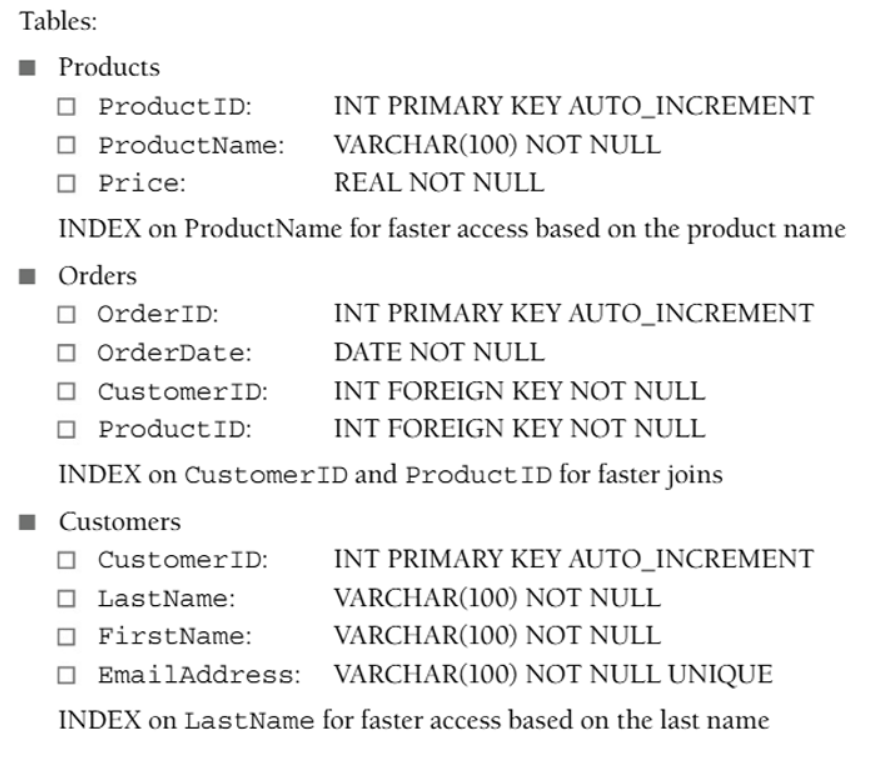 Tables:
■ Products
□ ProductID: INT PRIMARY KEY AUTO_INCREMENT
□ ProductName: VARCHAR(100) NOT NULL
□ Price: REAL NOT NULL
INDEX on ProductName for faster access based on the product name
■ Orders
□ OrderID: INT PRIMARY KEY AUTO_INCREMENT
□ OrderDate: DATE NOT NULL
□ CustomerID: INT FOREIGN KEY NOT NULL
□ ProductID: INT FOREIGN KEY NOT NULL
INDEX on CustomerID and ProductID for faster joins
■ Customers
□ CustomerID: INT PRIMARY KEY AUTO_INCREMENT
□ LastName: VARCHAR(100) NOT NULL
□ FirstName: VARCHAR(100) NOT NULL
□ EmailAddress: VARCHAR(100) NOT NULL UNIQUE
INDEX on LastName for faster access based on the last name